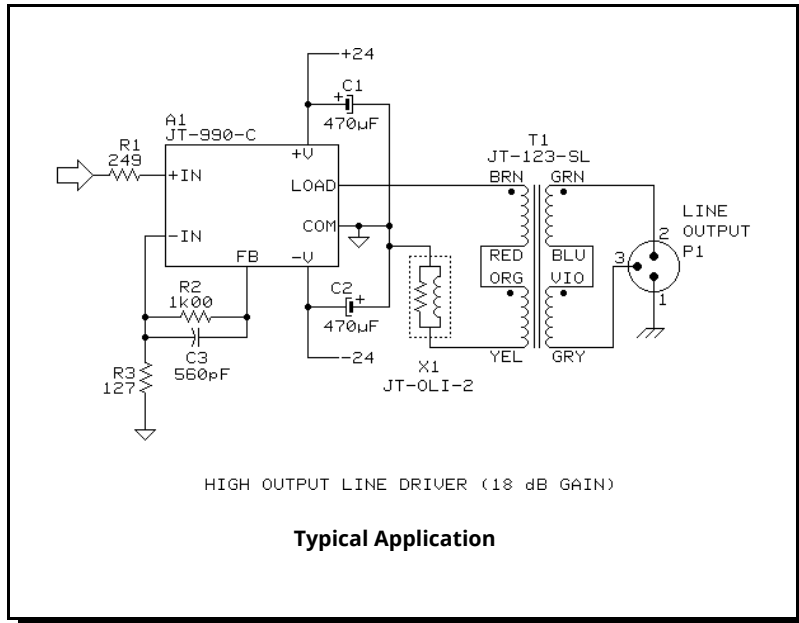 +24
C1
+
470µF
A1
JT-990-C
R1
249
+V
+IN
LOAD
COM
-IN
FB
-V
T1
JT-123-SL
BRN
GRN
RED
BLU
ORG
VIO
YEL
GRY
LINE
OUTPUT
P1
2
3
1
R2
1k00
C3
560pF
R3
127
C2
+
470µF
-24
X1
JT-OLI-2
HIGH OUTPUT LINE DRIVER (18 dB GAIN)
Typical Application